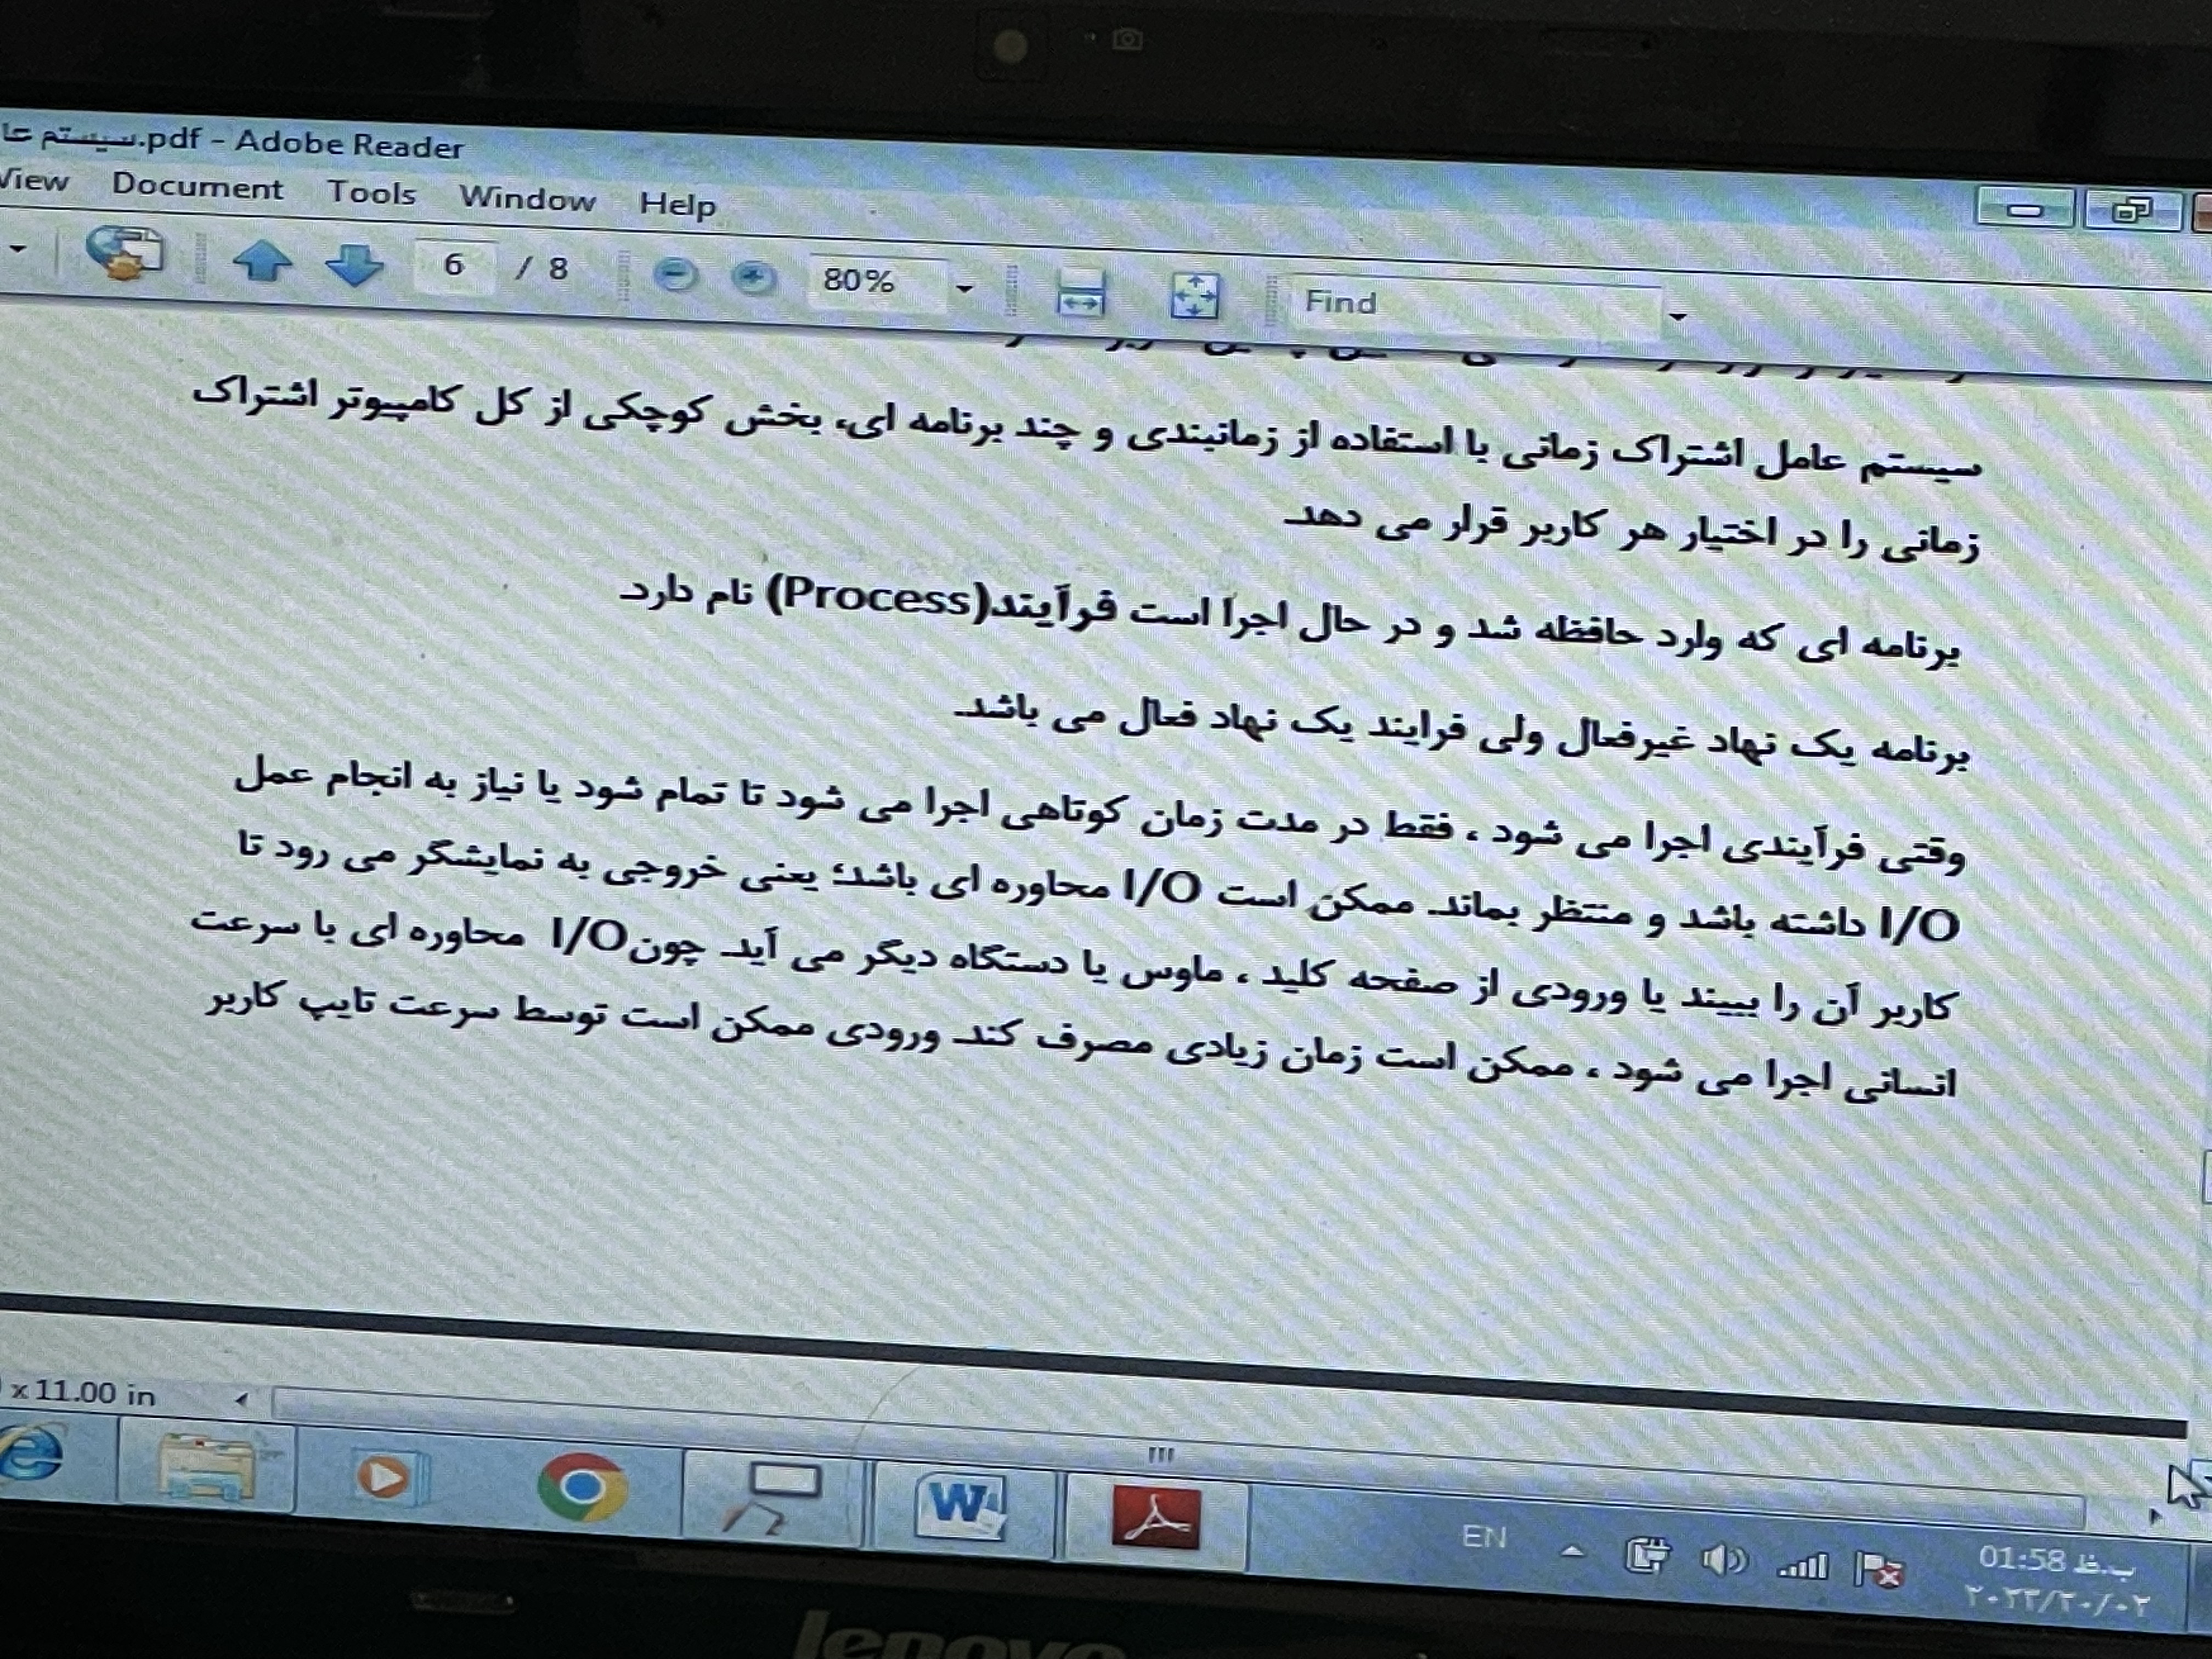 سیستم عا.pdf - Adobe Reader
View Document Tools Window Help
6 / 8 80% Find
سیستم عامل اشتراک زمانی با استفاده از زمانبندی و چند برنامه ای، بخش کوچکی از کل کامپیوتر اشتراک
زمانی را در اختیار هر کاربر قرار می دهد
برنامه ای که وارد حافظه شد و در حال اجرا است فرآیند(Process) نام دارد
برنامه یک نهاد غیرفعال ولی فرایند یک نهاد فعال می باشد.
وقتی فرآیندی اجرا می شود ، فقط در مدت زمان کوتاهی اجرا می شود تا تمام شود یا نیاز به انجام عمل
I/O داشته باشد و منتظر بماند. ممکن است I/O محاوره ای باشد؛ یعنی خروجی به نمایشگر می رود تا
کاربر آن را ببیند یا ورودی از صفحه کلید ، ماوس یا دستگاه دیگر می آید. چونI/O محاوره ای با سرعت
انسانی اجرا می شود ، ممکن است زمان زیادی مصرف کند. ورودی ممکن است توسط سرعت تایپ کاربر
x 11.00 in
EN
01:58 ب.ظ
۲۰۲۳/۲۰/۰۲
lenovo